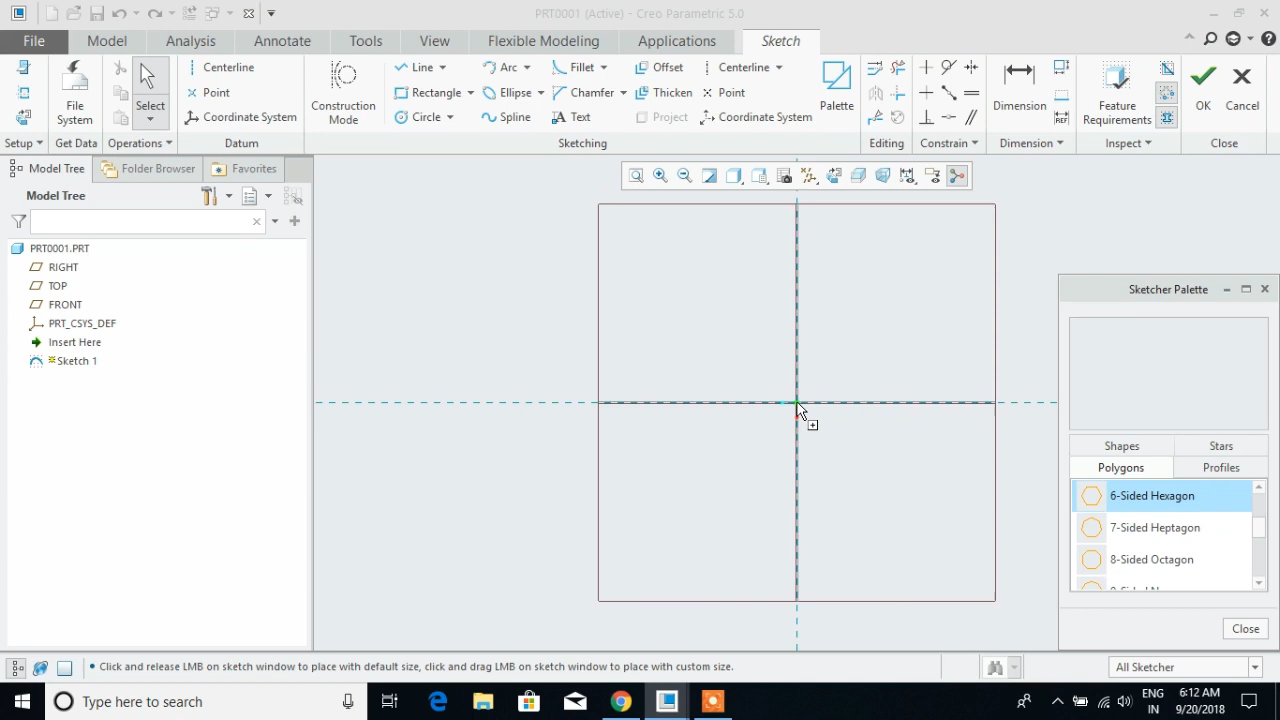 PRT0001 (Active) - Creo Parametric 5.0
File Model Analysis Annotate Tools View Flexible Modeling Applications Sketch
File System
Select
Centerline
Point
Coordinate System
Construction Mode
Line Arc Fillet Offset Centerline
Rectangle Ellipse Chamfer Thicken Point
Circle Spline Text Project Coordinate System
Palette
Dimension
REF
Feature Requirements
OK Cancel
Setup Get Data Operations Datum Sketching Editing Constrain Dimension Inspect Close
Model Tree Folder Browser Favorites
Model Tree
PRT0001.PRT
RIGHT
TOP
FRONT
PRT_CSYS_DEF
Insert Here
Sketch 1
Sketcher Palette
Shapes Stars
Polygons Profiles
6-Sided Hexagon
7-Sided Heptagon
8-Sided Octagon
Close
• Click and release LMB on sketch window to place with default size, click and drag LMB on sketch window to place with custom size.
All Sketcher
Type here to search
ENG
IN
6:12 AM
9/20/2018